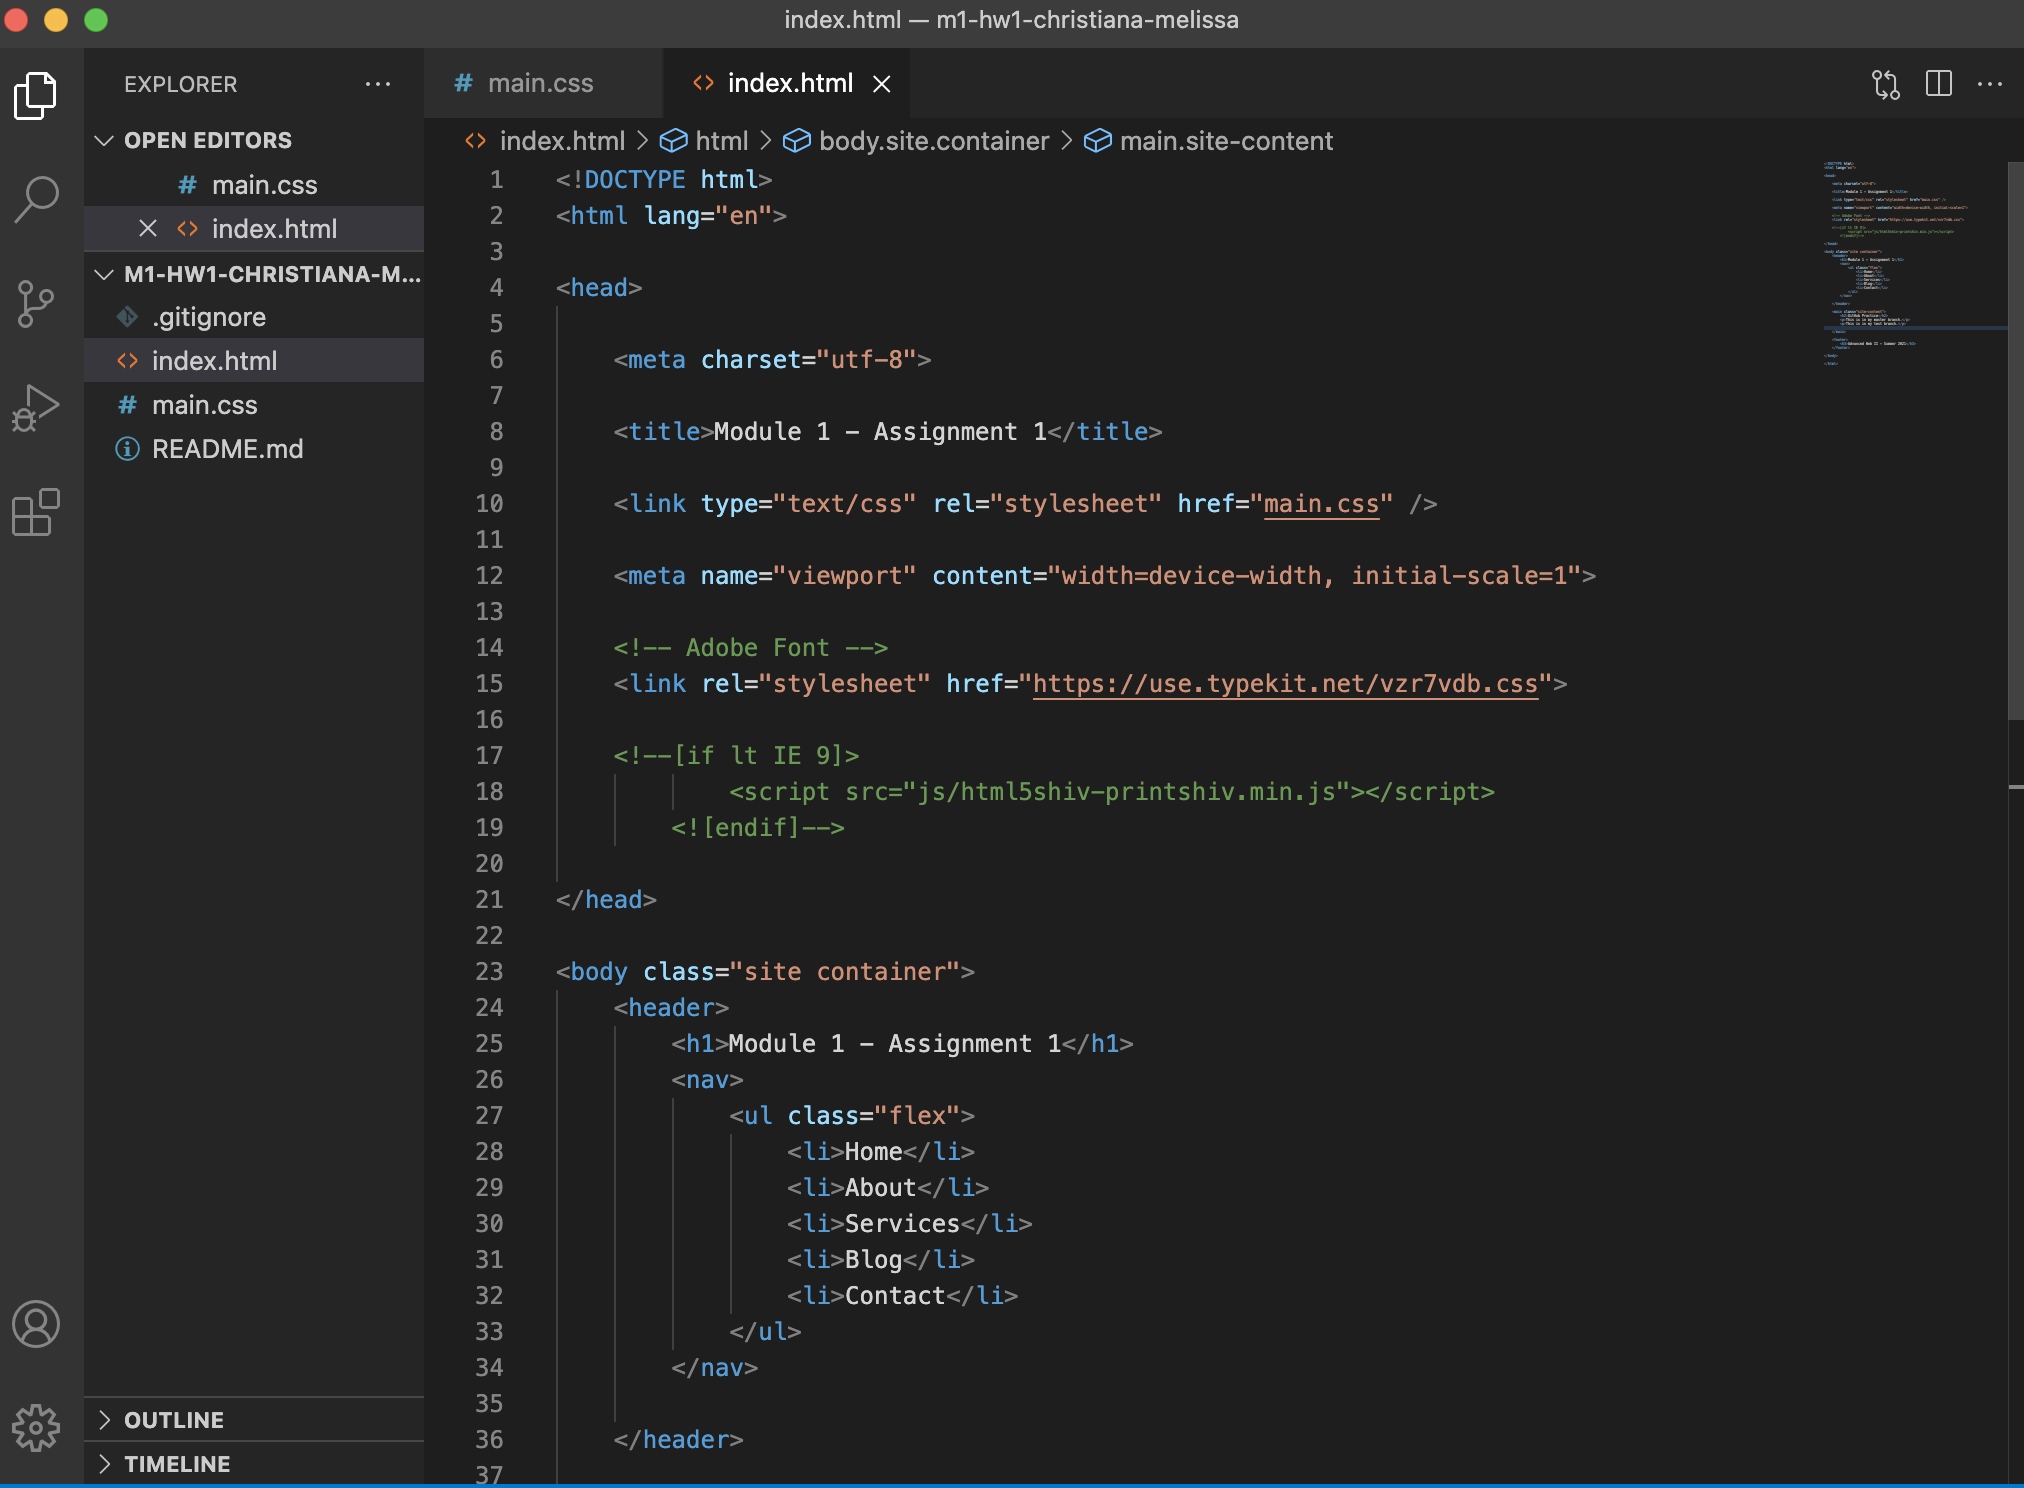 index.html — m1-hw1-christiana-melissa
EXPLORER
OPEN EDITORS
# main.css
index.html
M1-HW1-CHRISTIANA-M...
.gitignore
index.html
# main.css
README.md
OUTLINE
TIMELINE
# main.css
<> index.html
<> index.html > html > body.site.container > main.site-content
1 <!DOCTYPE html>
2 <html lang="en">
3
4 <head>
5
6 <meta charset="utf-8">
7
8 <title>Module 1 - Assignment 1</title>
9
10 <link type="text/css" rel="stylesheet" href="main.css" />
11
12 <meta name="viewport" content="width=device-width, initial-scale=1">
13
14 <!-- Adobe Font -->
15 <link rel="stylesheet" href="https://use.typekit.net/vzr7vdb.css">
16
17 <!--[if lt IE 9]>
18 <script src="js/html5shiv-printshiv.min.js"></script>
19 <![endif]-->
20
21 </head>
22
23 <body class="site container">
24 <header>
25 <h1>Module 1 - Assignment 1</h1>
26 <nav>
27 <ul class="flex">
28 <li>Home</li>
29 <li>About</li>
30 <li>Services</li>
31 <li>Blog</li>
32 <li>Contact</li>
33 </ul>
34 </nav>
35
36 </header>
37